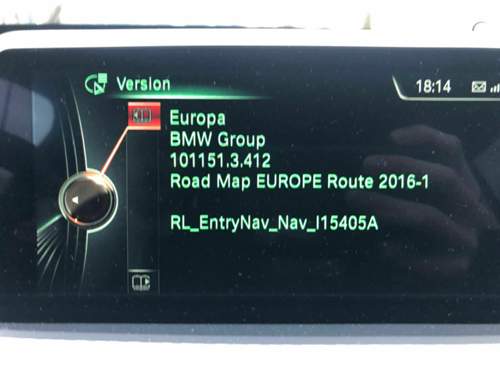 Version
18:14
Europa
BMW Group
101151.3.412
Road Map EUROPE Route 2016-1
RL_EntryNav_Nav_I15405A